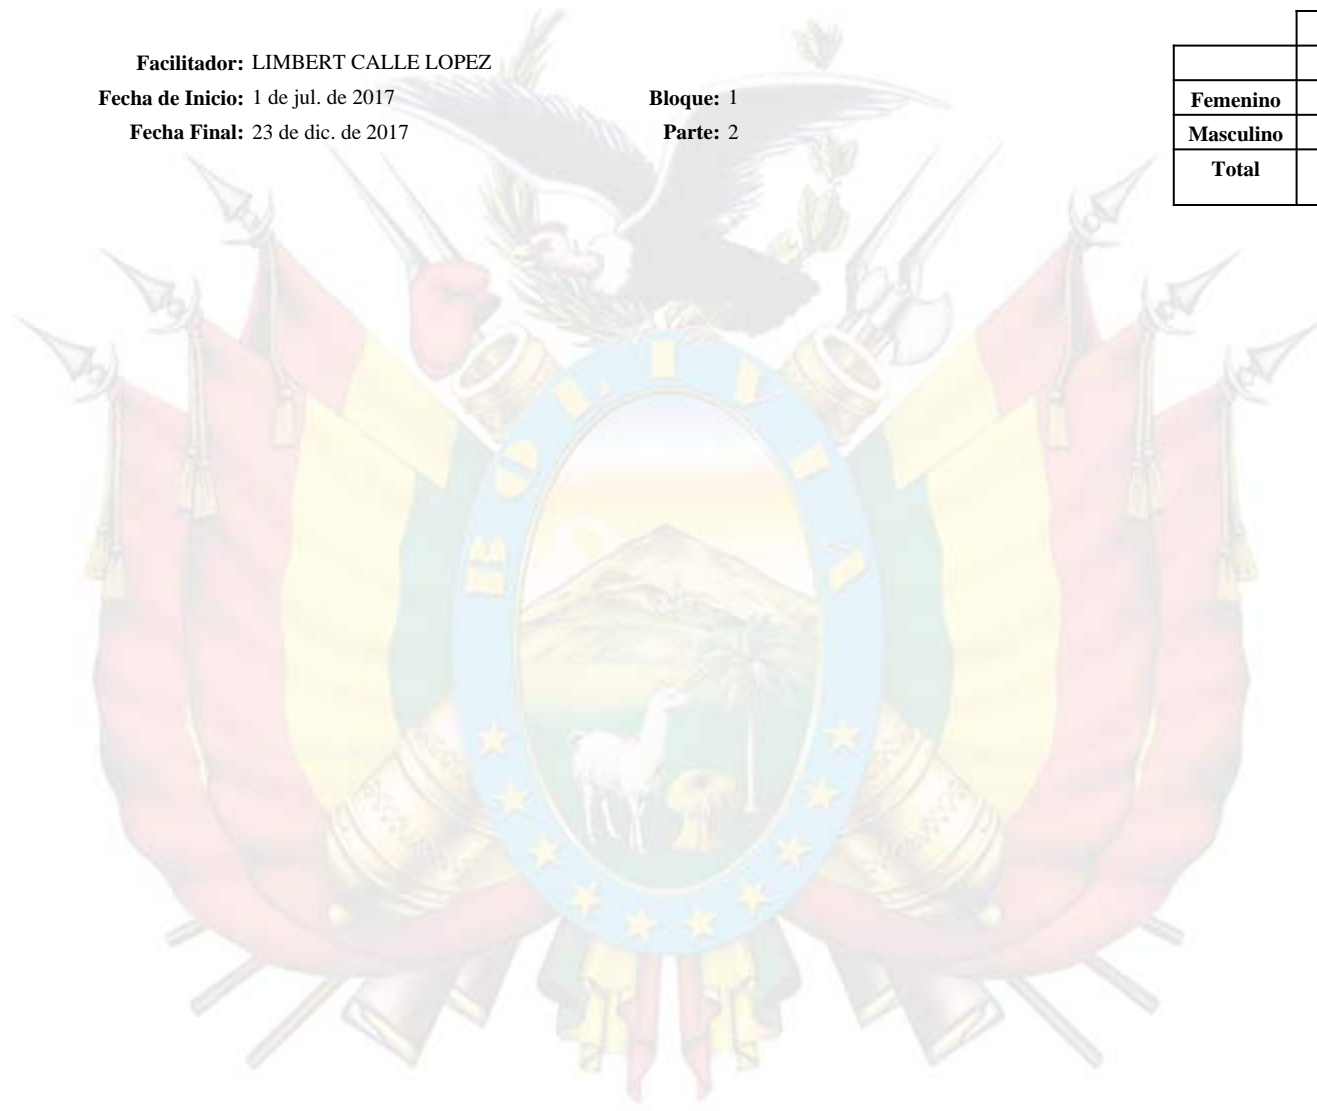 Facilitador: LIMBERT CALLE LOPEZ
Fecha de Inicio: 1 de jul. de 2017 Bloque: 1
Fecha Final: 23 de dic. de 2017 Parte: 2
Femenino
Masculino
Total
BOLIVIA